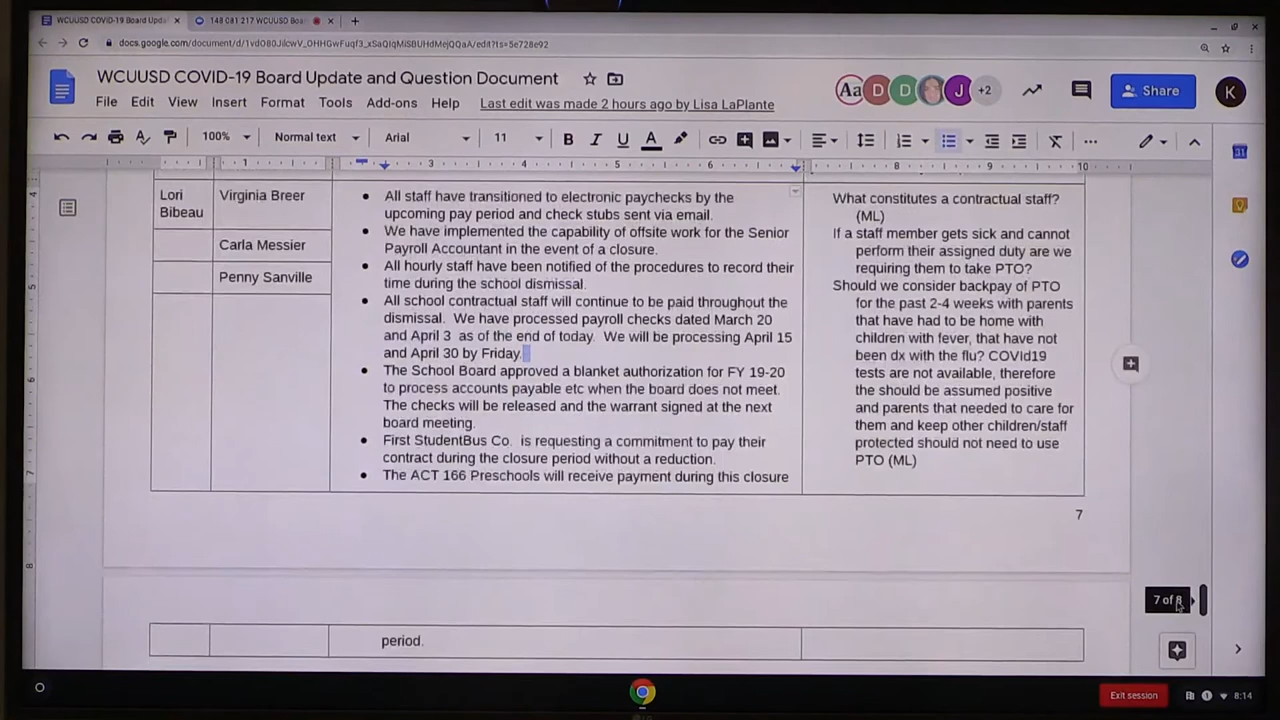 WCUUSD COVID-19 Board Upda
148 081 217 WCUUSD Boa
docs.google.com/document/d/
WCUUSD COVID-19 Board Update and Question Document
File Edit View Insert Format Tools Add-ons Help Last edit was made 2 hours ago by Lisa LaPlante
Aa D D J +2 Share K
100% Normal text Arial 11 B I U A
1 3 4 5 6 8 9 10
Lori Bibeau
Virginia Breer
Carla Messier
Penny Sanville
All staff have transitioned to electronic paychecks by the
upcoming pay period and check stubs sent via email.
We have implemented the capability of offsite work for the Senior
Payroll Accountant in the event of a closure.
All hourly staff have been notified of the procedures to record their
time during the school dismissal.
All school contractual staff will continue to be paid throughout the
dismissal. We have processed payroll checks dated March 20
and April 3 as of the end of today. We will be processing April 15
and April 30 by Friday.
The School Board approved a blanket authorization for FY 19-20
to process accounts payable etc when the board does not meet.
The checks will be released and the warrant signed at the next
board meeting.
First StudentBus Co. is requesting a commitment to pay their
contract during the closure period without a reduction.
The ACT 166 Preschools will receive payment during this closure
What constitutes a contractual staff?
(ML)
If a staff member gets sick and cannot
perform their assigned duty are we
requiring them to take PTO?
Should we consider backpay of PTO
for the past 2-4 weeks with parents
that have had to be home with
children with fever, that have not
been dx with the flu? COVId19
tests are not available, therefore
the should be assumed positive
and parents that needed to care for
them and keep other children/staff
protected should not need to use
PTO (ML)
7
7 of 8
period.
Exit session
8:14